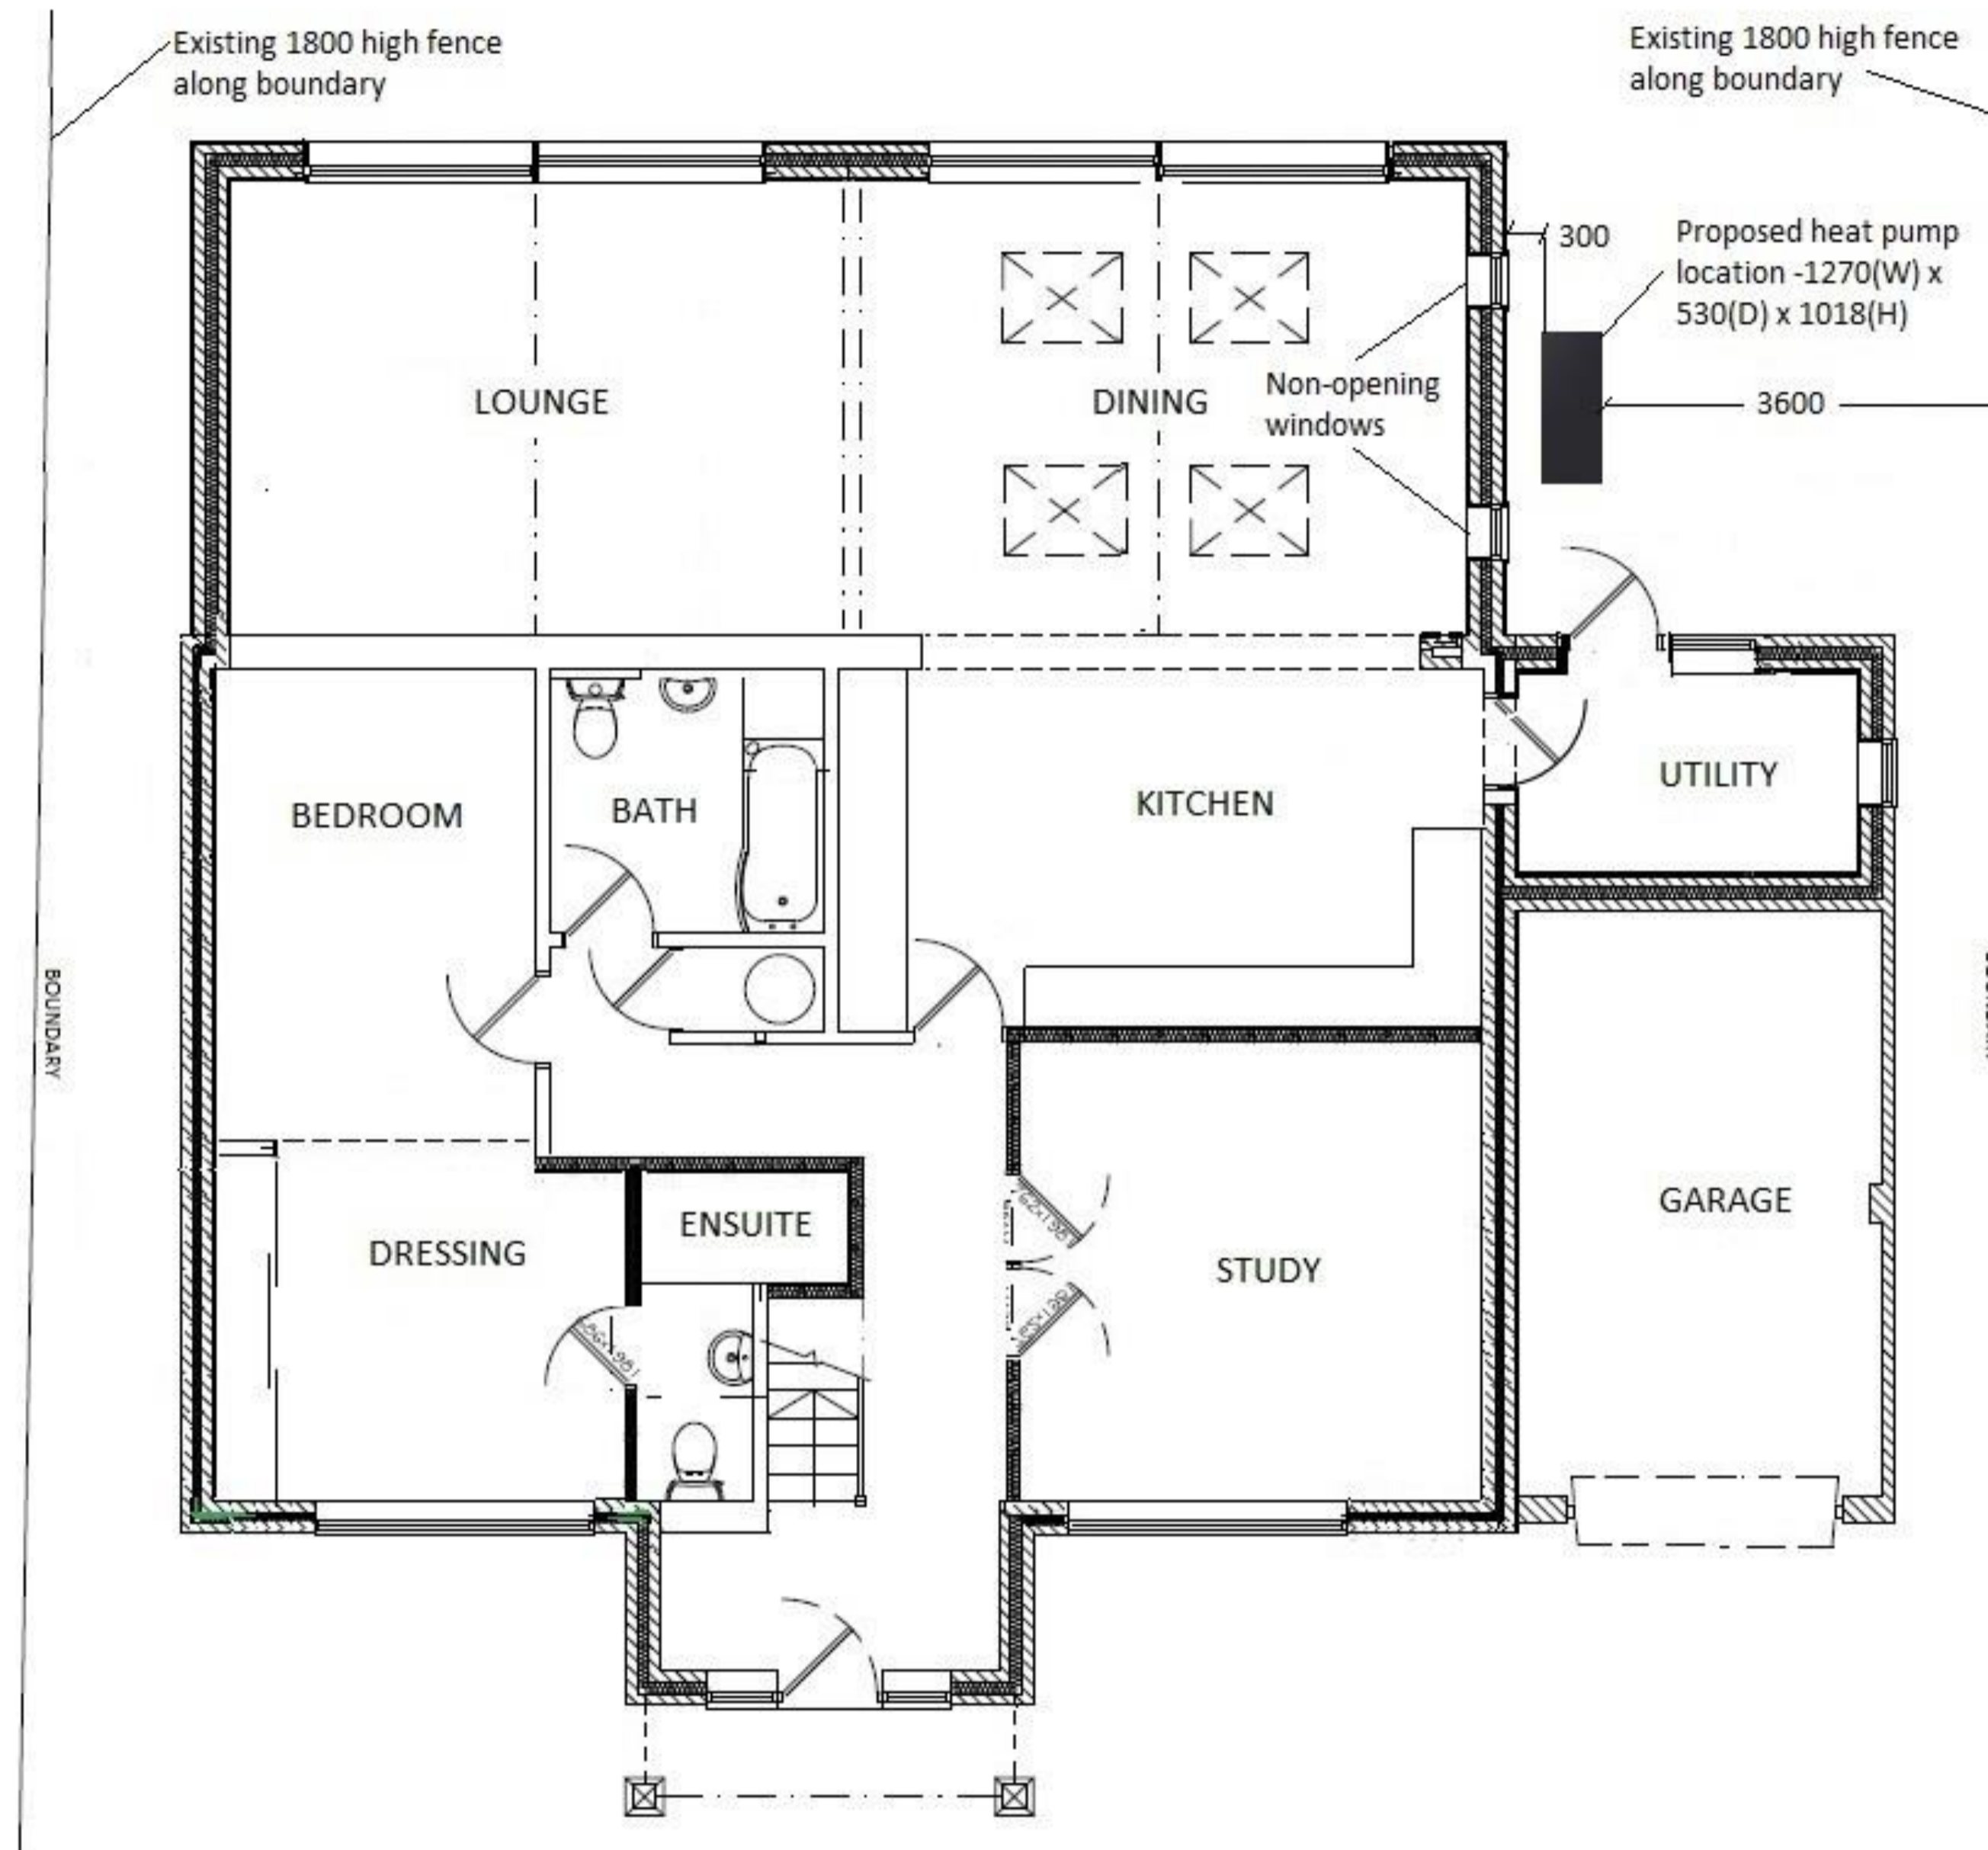 Existing 1800 high fence
along boundary
Existing 1800 high fence
along boundary
300
Proposed heat pump
location -1270(W) x
530(D) x 1018(H)
LOUNGE
DINING
Non-opening
windows
3600
BEDROOM
BATH
KITCHEN
UTILITY
BOUNDARY
DRESSING
ENSUITE
STUDY
GARAGE
686x1981